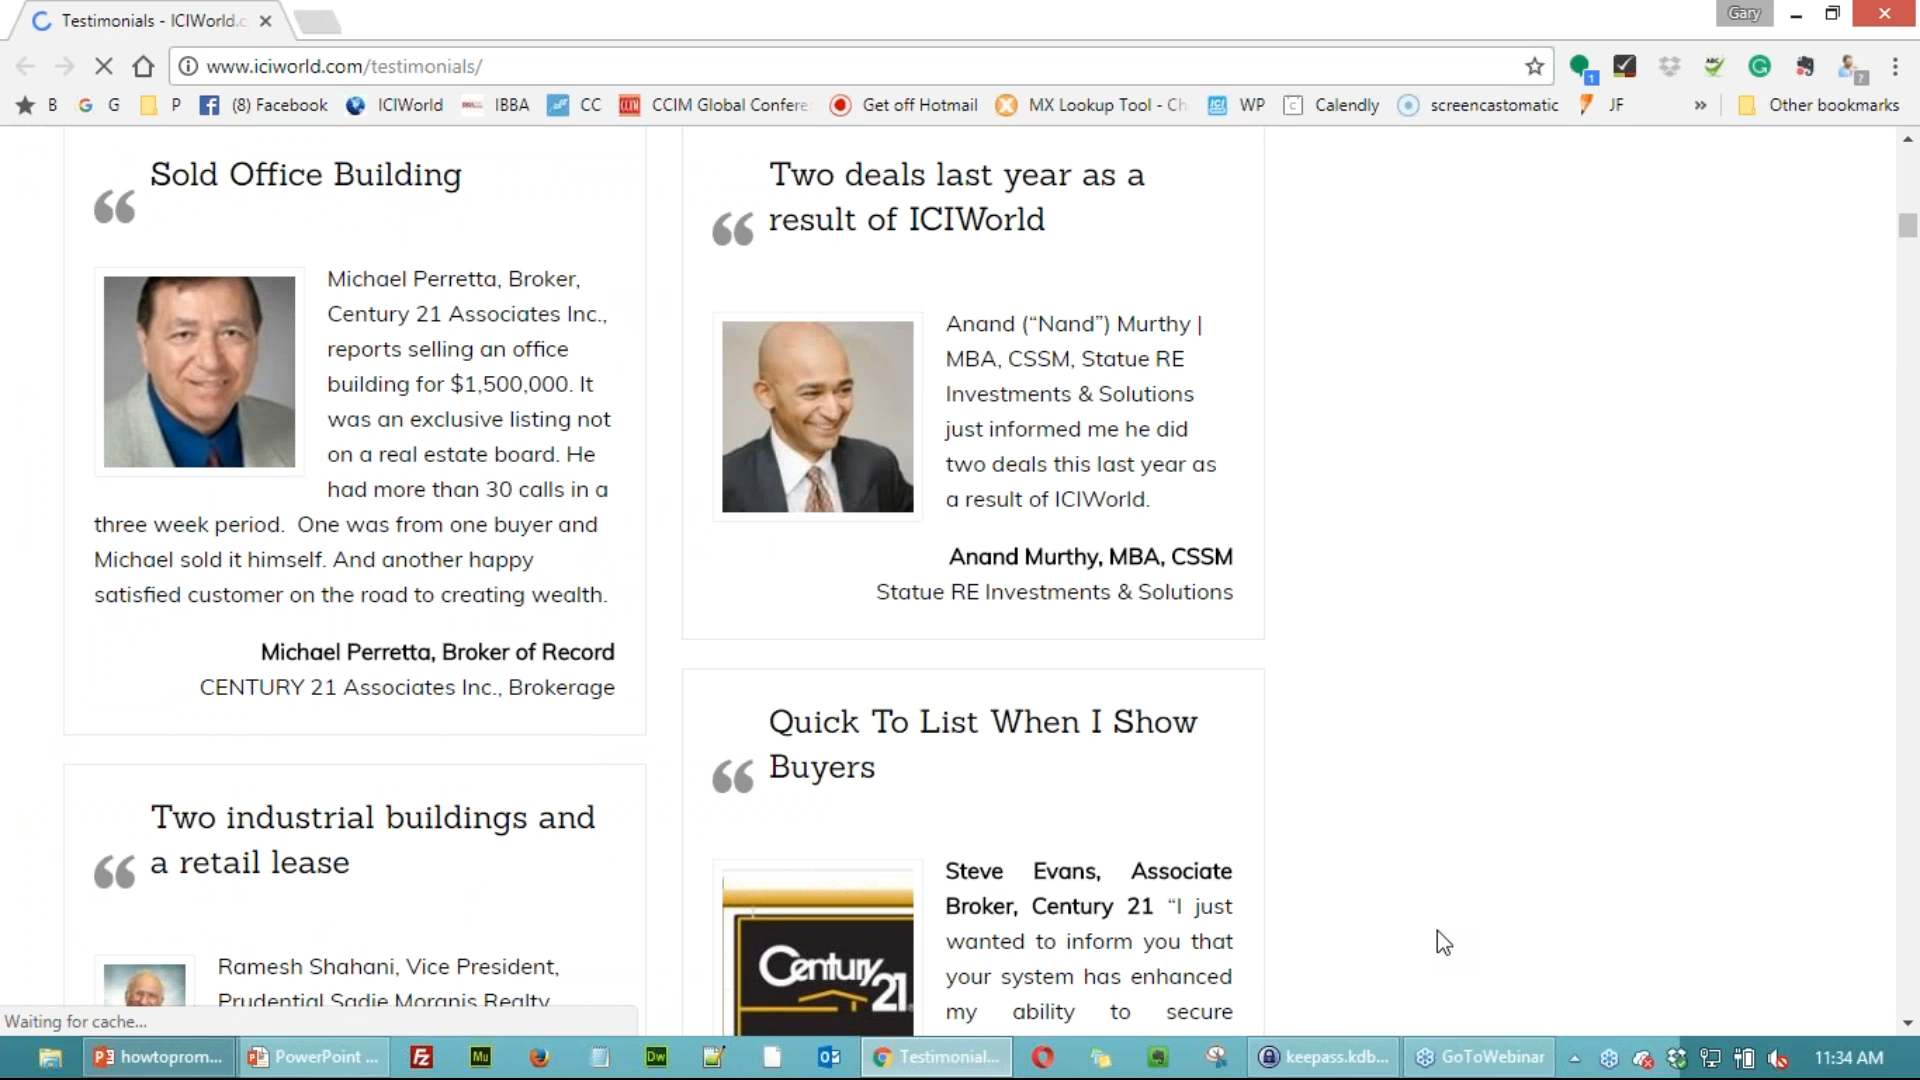 Testimonials - ICIWorld.c
Gary
www.iciworld.com/testimonials/
1
?
B
G
P
(8) Facebook
ICIWorld
IBBA
CC
CCIM Global Confere
Get off Hotmail
MX Lookup Tool - Ch
WP
Calendly
screencastomatic
JF
»
Other bookmarks
Sold Office Building
Michael Perretta, Broker,
Century 21 Associates Inc.,
reports selling an office
building for $1,500,000. It
was an exclusive listing not
on a real estate board. He
had more than 30 calls in a
three week period. One was from one buyer and
Michael sold it himself. And another happy
satisfied customer on the road to creating wealth.
Michael Perretta, Broker of Record
CENTURY 21 Associates Inc., Brokerage
Two industrial buildings and
a retail lease
Ramesh Shahani, Vice President,
Prudential Sadie Moranis Realty
Two deals last year as a
result of ICIWorld
Anand (“Nand”) Murthy |
MBA, CSSM, Statue RE
Investments & Solutions
just informed me he did
two deals this last year as
a result of ICIWorld.
Anand Murthy, MBA, CSSM
Statue RE Investments & Solutions
Quick To List When I Show
Buyers
Century 21
Steve Evans, Associate
Broker, Century 21 “I just
wanted to inform you that
your system has enhanced
my ability to secure
Waiting for cache...
howtoprom...
PowerPoint ...
Fz
Mu
Dw
Testimonial...
keepass.kdb...
GoToWebinar
11:34 AM